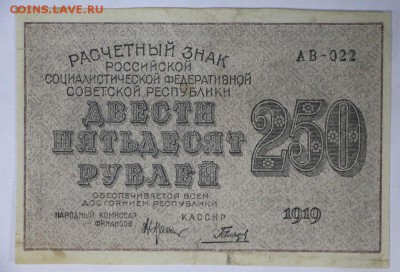 COINS.LAVE.RU
РАСЧЕТНЫЙ ЗНАК
РОССИЙСКОЙ
СОЦИАЛИСТИЧЕСКОЙ ФЕДЕРАТИВНОЙ
СОВЕТСКОЙ РЕСПУБЛИКИ
АВ-022
ДВЕСТИ
ПЯТЬДЕСЯТ
РУБЛЕЙ
250
ОБЕСПЕЧИВАЕТСЯ ВСЕМ
ДОСТОЯНИЕМ РЕСПУБЛИКИ
НАРОДНЫЙ КОМИССАР
ФИНАНСОВ
КАССИР
1919